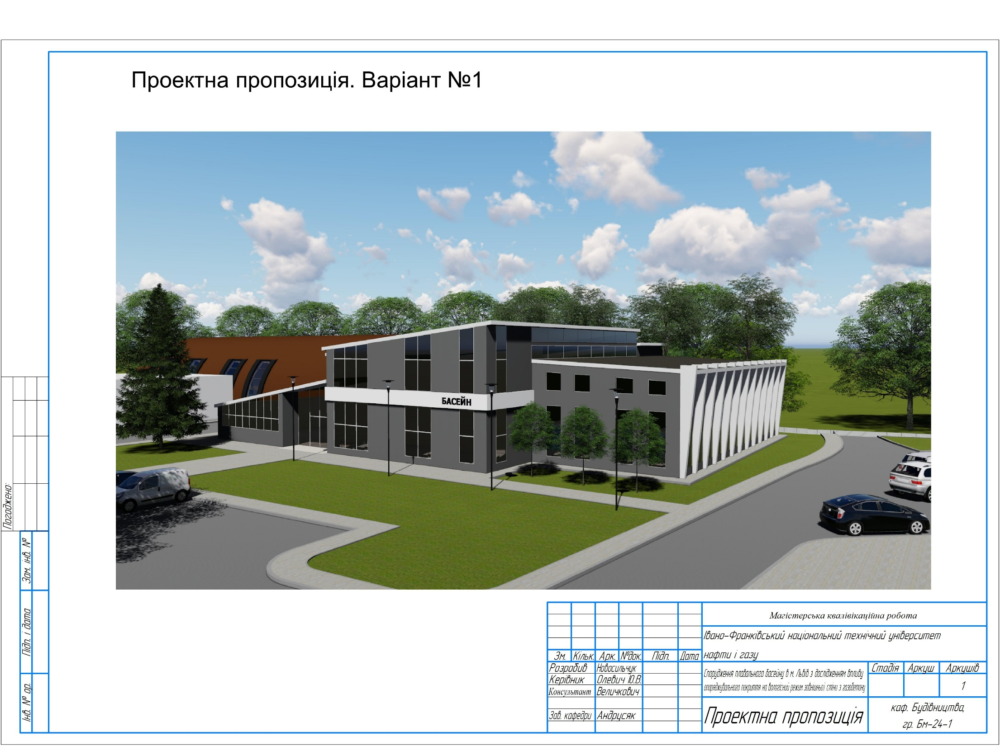 Проектна пропозиція. Варіант №1
БАСЕЙН
Погоджено:
Зам. інв. №
Підп. і дата
Інв. № ор.
Магістерська квалівікаційна робота
Івано-Франківський національний технічний університет
нафти і газу
Зм. Кільк. Арк. №док. Підп. Дата
Розробив Новосильчук
Керівник Олевич Ю.В.
Консультант Величкович
Зав. кафедри Андрусяк
Спорудження плавального басейну в м. Львів з дослідженням впливу
опоряджувального покриття на вологісний режим зовнішньої стіни з газобетону
Стадія Аркуш Аркушів
1
Проектна пропозиція
каф. Будівництва,
гр. Бм-24-1